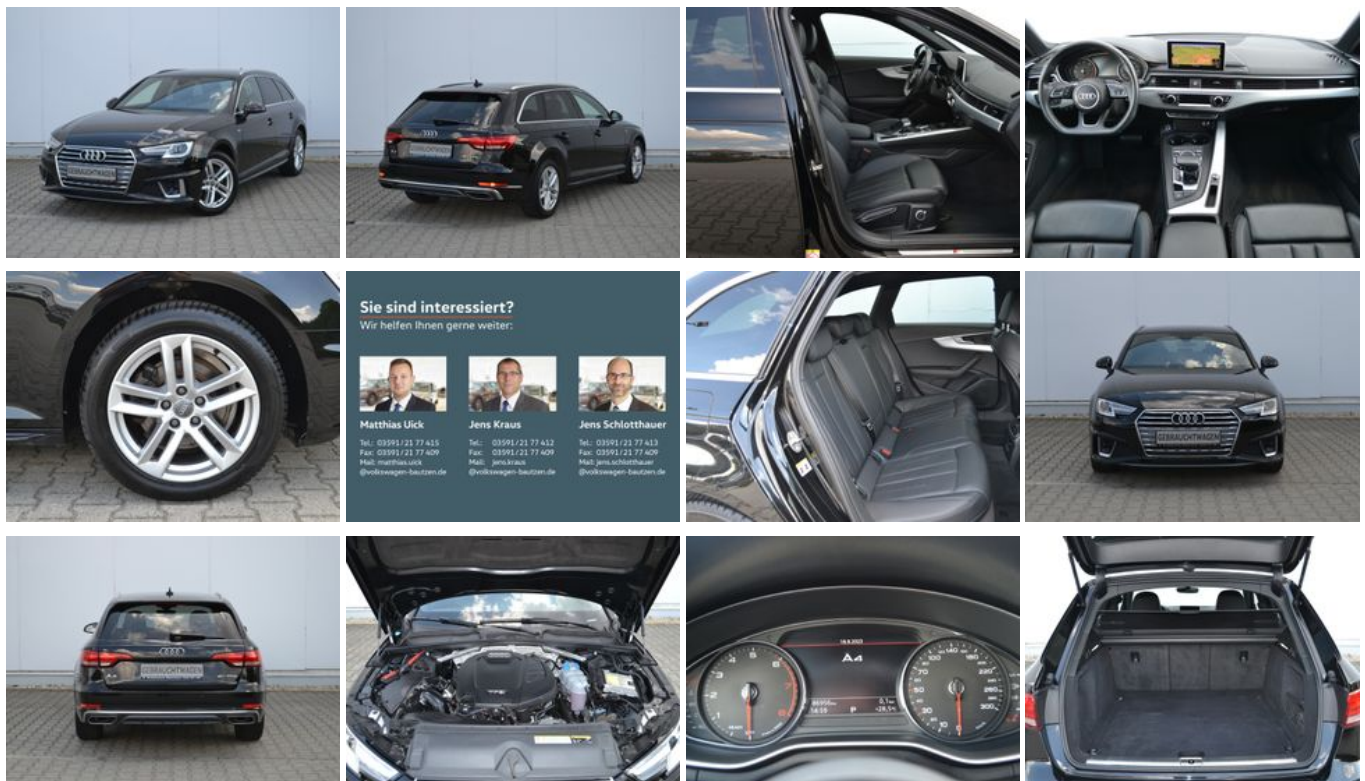 GEBRAUCHTWAGEN
GEBRAUCHTWAGEN
Sie sind interessiert?
Wir helfen Ihnen gerne weiter:
Matthias Uick
Tel.: 03591/21 77 415
Fax: 03591/21 77 409
Mail: matthias.uick
@volkswagen-bautzen.de
Jens Kraus
Tel.: 03591/21 77 412
Fax: 03591/21 77 409
Mail: jens.kraus
@volkswagen-bautzen.de
Jens Schlotthauer
Tel.: 03591/21 77 413
Fax: 03591/21 77 409
Mail: jens.schlotthauer
@volkswagen-bautzen.de
GEBRAUCHTWAGEN
GEBRAUCHTWAGEN
A4